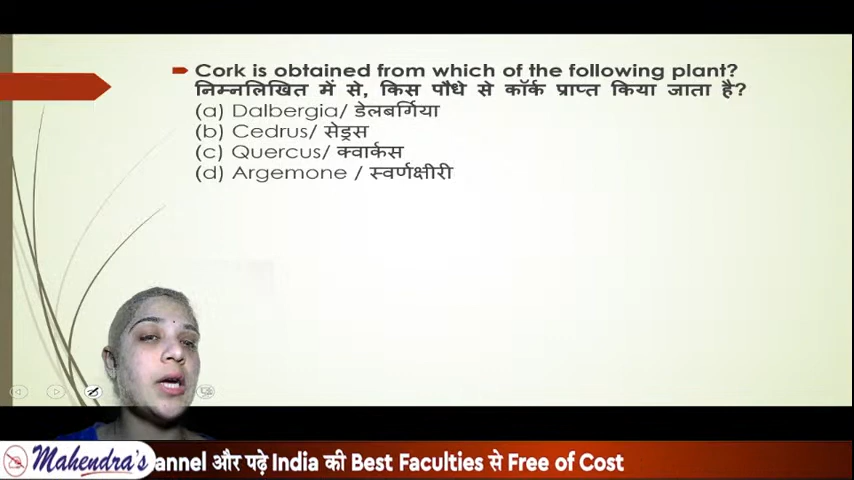 Cork is obtained from which of the following plant?
निम्नलिखित में से, किस पौधे से कॉर्क प्राप्त किया जाता है?
(a) Dalbergia/ डेलबर्गिया
(b) Cedrus/ सेड्रस
(c) Quercus/ क्वार्कस
(d) Argemone / स्वर्णक्षीरी
Mahendra's annel और पढ़े India की Best Faculties से Free of Cost